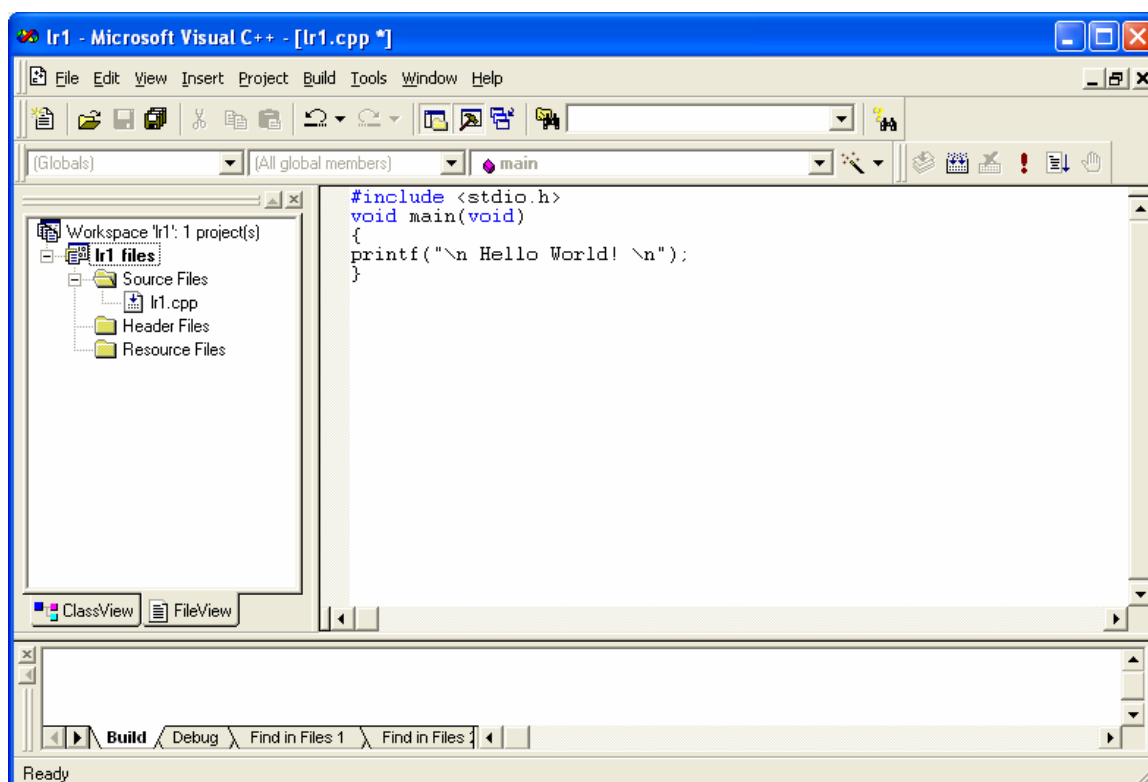 lr1 - Microsoft Visual C++ - [lr1.cpp *]
File Edit View Insert Project Build Tools Window Help
(Globals) (All global members) main
Workspace 'lr1': 1 project(s)
lr1 files
Source Files
lr1.cpp
Header Files
Resource Files
ClassView FileView
#include <stdio.h>
void main(void)
{
printf("\n Hello World! \n");
}
Build Debug Find in Files 1 Find in Files
Ready